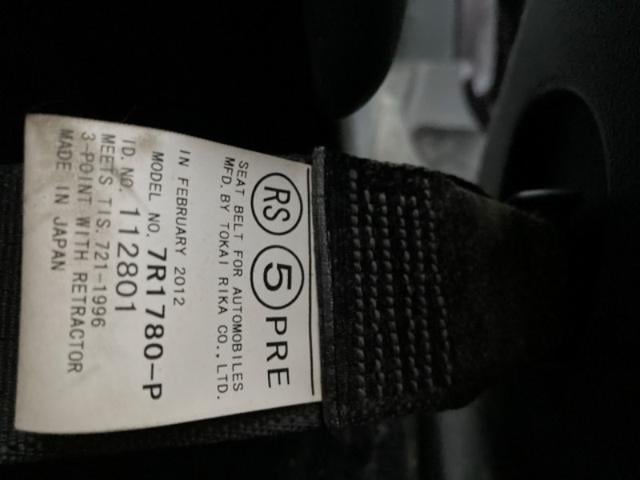 RS 5 PRE
SEAT BELT FOR AUTOMOBILES
MFD. BY TOKAI RIKA CO., LTD.
IN FEBRUARY 2012
MODEL NO. 7R1780-P
ID. NO. 112801
MEETS TIS. 721-1996
3-POINT WITH RETRACTOR
MADE IN JAPAN